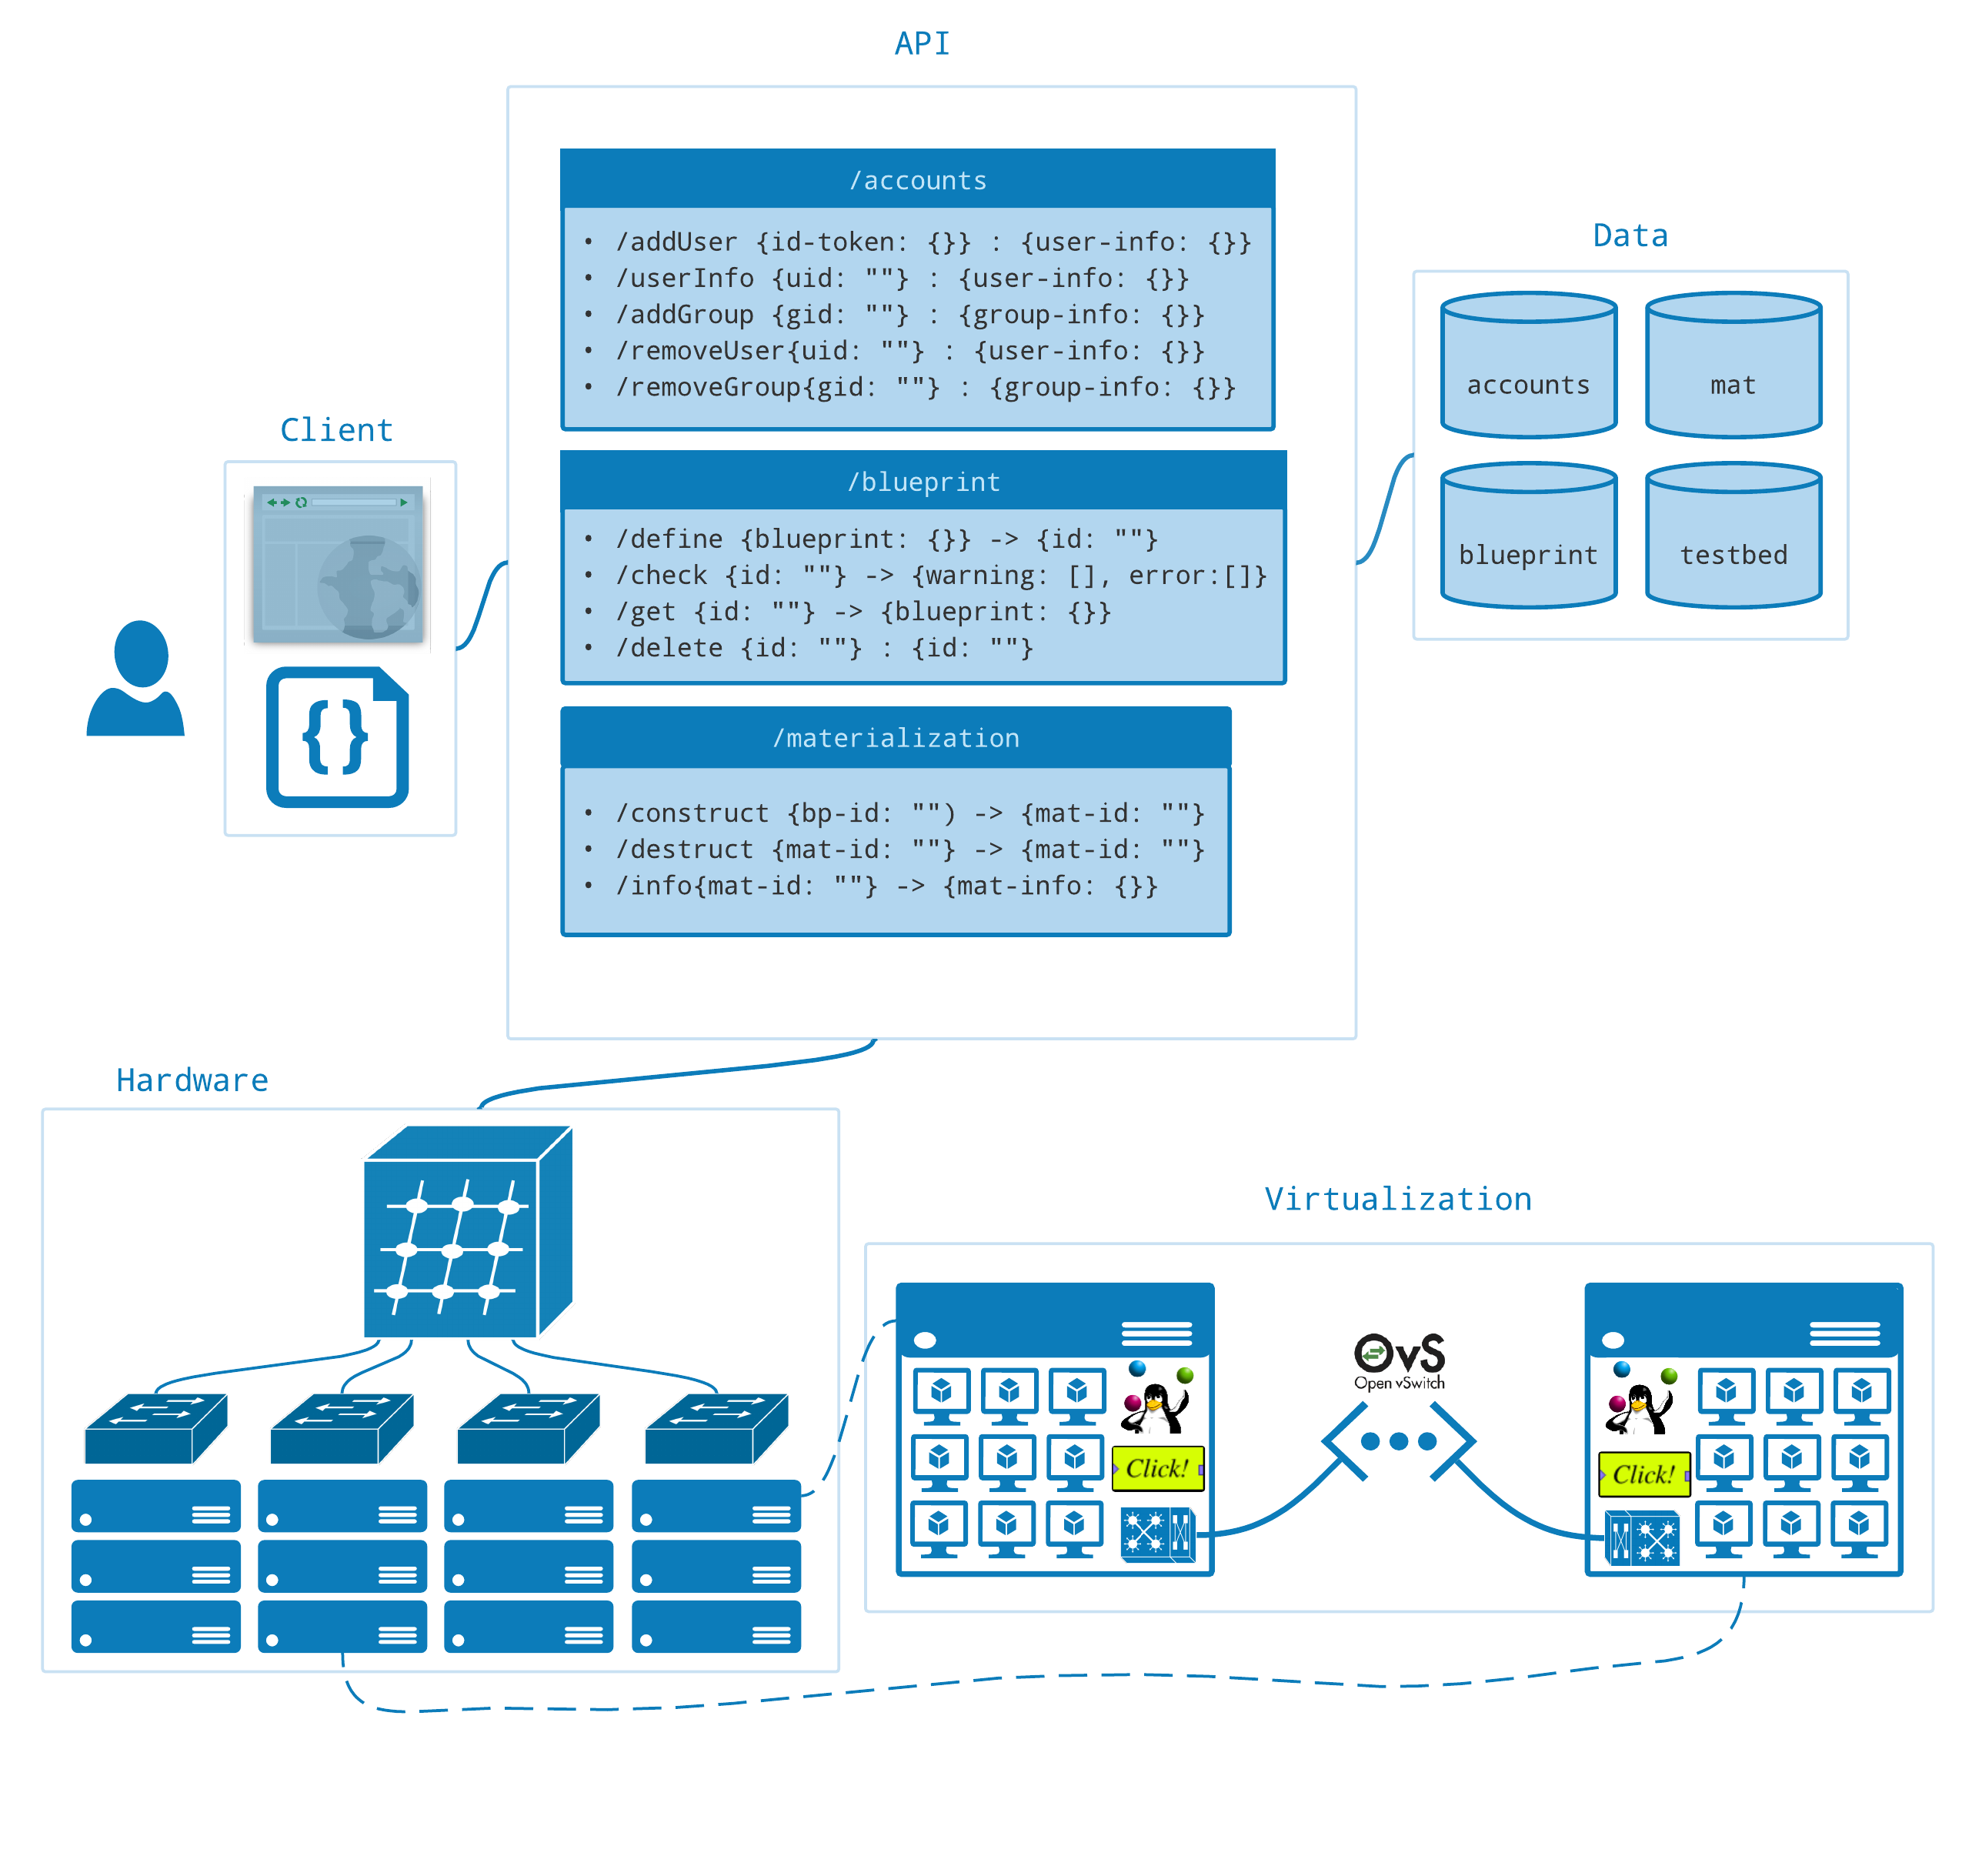 API
/accounts
• /addUser {id-token: {}} : {user-info: {}}
• /userInfo {uid: ""} : {user-info: {}}
• /addGroup {gid: ""} : {group-info: {}}
• /removeUser{uid: ""} : {user-info: {}}
• /removeGroup{gid: ""} : {group-info: {}}
/blueprint
• /define {blueprint: {}} -> {id: ""}
• /check {id: ""} -> {warning: [], error:[]}
• /get {id: ""} -> {blueprint: {}}
• /delete {id: ""} : {id: ""}
/materialization
• /construct {bp-id: "") -> {mat-id: ""}
• /destruct {mat-id: ""} -> {mat-id: ""}
• /info{mat-id: ""} -> {mat-info: {}}
Data
accounts
mat
blueprint
testbed
Client
{}
Hardware
Virtualization
OvS
Open vSwitch
Click!
Click!